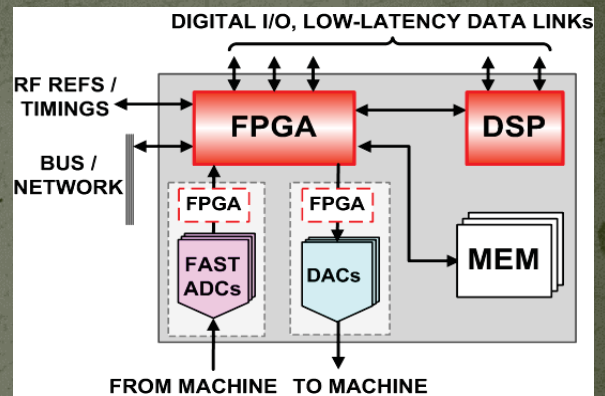 DIGITAL I/O, LOW-LATENCY DATA LINKs
RF REFS /
TIMINGS
FPGA
DSP
BUS /
NETWORK
FPGA
FPGA
FAST
ADCs
DACs
MEM
FROM MACHINE
TO MACHINE